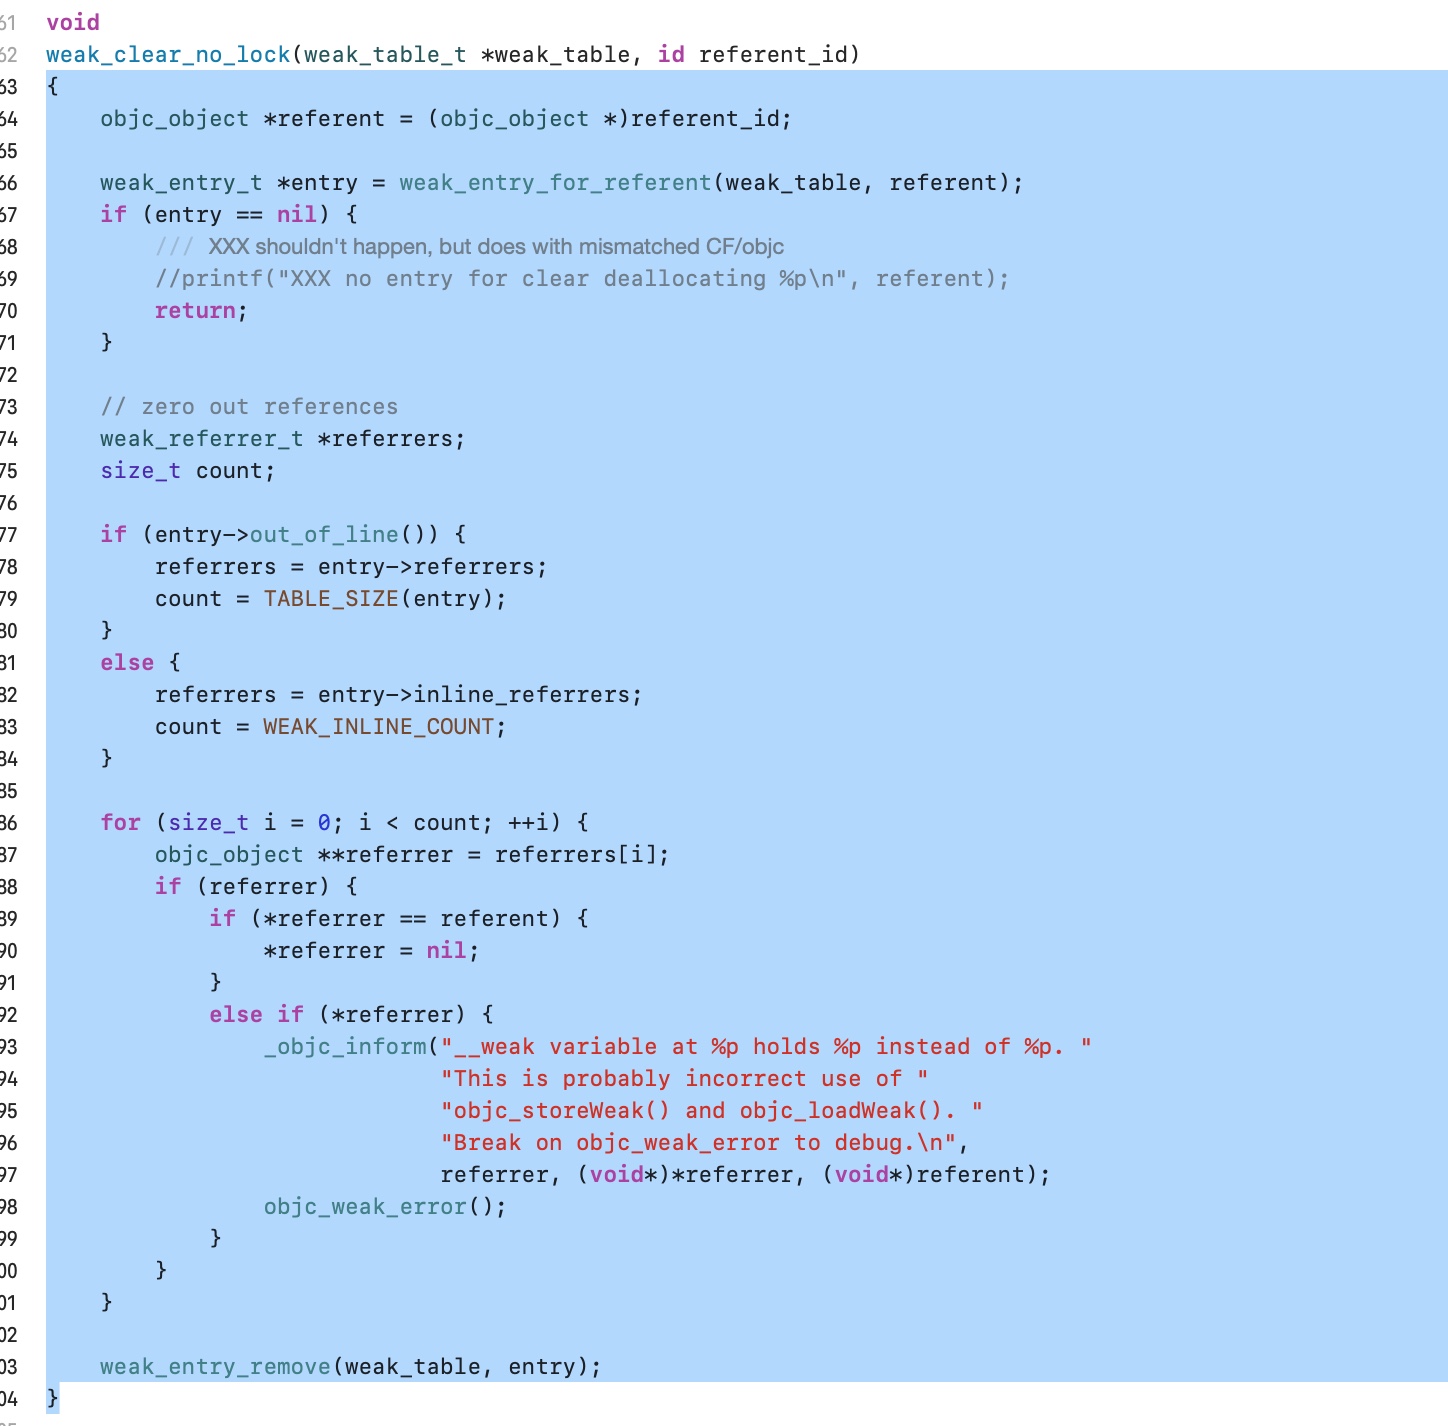 61 void
62 weak_clear_no_lock(weak_table_t *weak_table, id referent_id)
63 {
64     objc_object *referent = (objc_object *)referent_id;
65
66     weak_entry_t *entry = weak_entry_for_referent(weak_table, referent);
67     if (entry == nil) {
68         /// XXX shouldn't happen, but does with mismatched CF/objc
69         //printf("XXX no entry for clear deallocating %p\n", referent);
70         return;
71     }
72
73     // zero out references
74     weak_referrer_t *referrers;
75     size_t count;
76
77     if (entry->out_of_line()) {
78         referrers = entry->referrers;
79         count = TABLE_SIZE(entry);
80     }
81     else {
82         referrers = entry->inline_referrers;
83         count = WEAK_INLINE_COUNT;
84     }
85
86     for (size_t i = 0; i < count; ++i) {
87         objc_object **referrer = referrers[i];
88         if (referrer) {
89             if (*referrer == referent) {
90                 *referrer = nil;
91             }
92             else if (*referrer) {
93                 _objc_inform("__weak variable at %p holds %p instead of %p. "
94                              "This is probably incorrect use of "
95                              "objc_storeWeak() and objc_loadWeak(). "
96                              "Break on objc_weak_error to debug.\n",
97                              referrer, (void*)*referrer, (void*)referent);
98                 objc_weak_error();
99             }
00         }
01     }
02
03     weak_entry_remove(weak_table, entry);
04 }